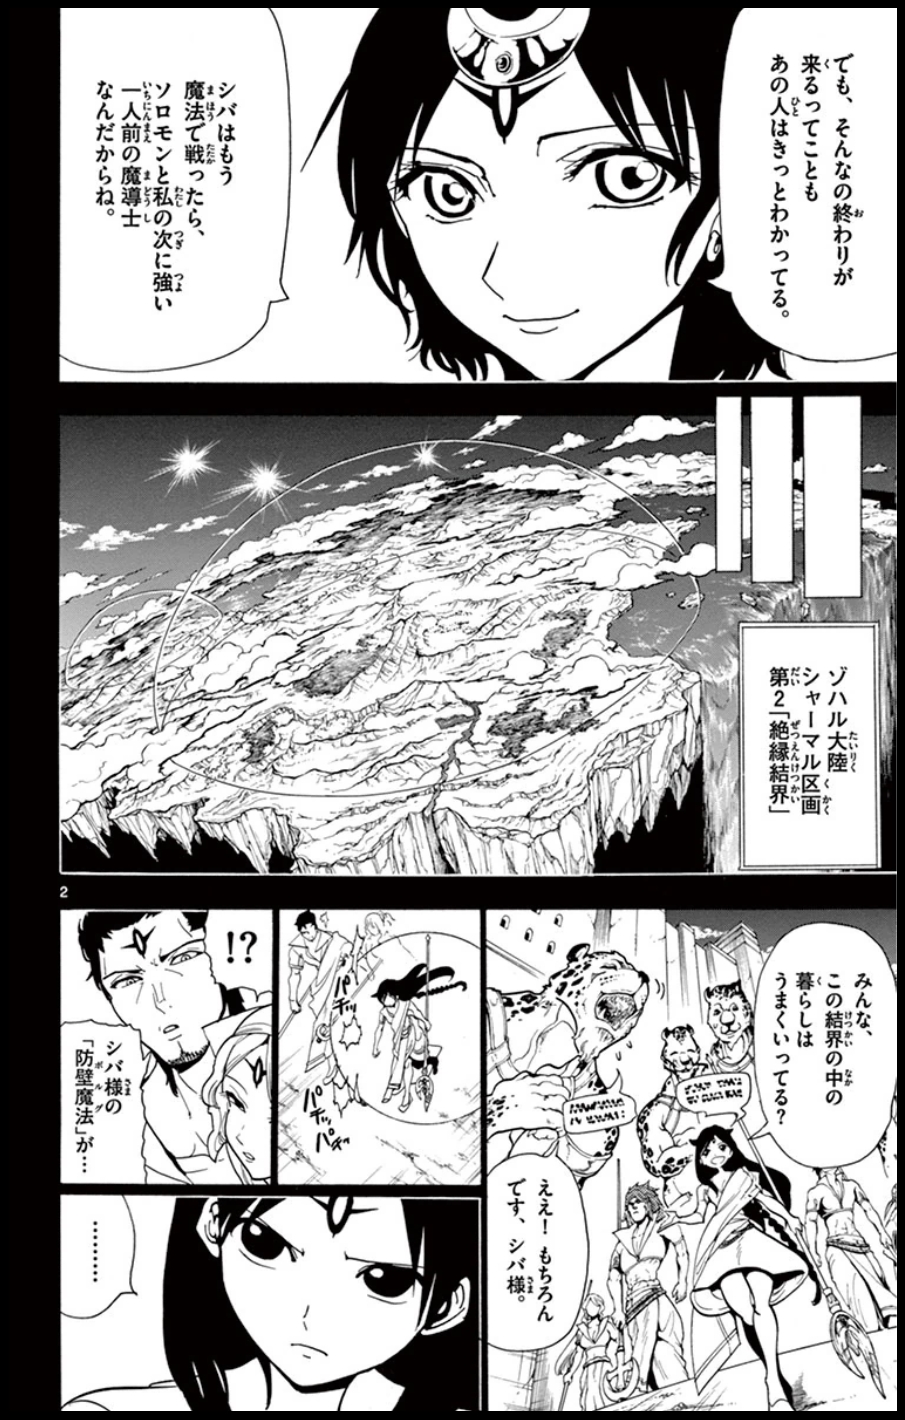 でも、そんなの終わりが
来るってことも
あの人はきっとわかってる。
シバはもう
魔法で戦ったら、
ソロモンと私の次に強い
一人前の魔導士
なんだからね。
ゾハル大陸
シャーマル区画
第2「絶縁結界」
2
みんな、
この結界の中の
暮らしは
うまくいってる?
ええ!もちろん
です、シバ様。
パチッ
バチッ
パチッ
パチッ
!?
シバ様の
「防壁魔法」が…
………